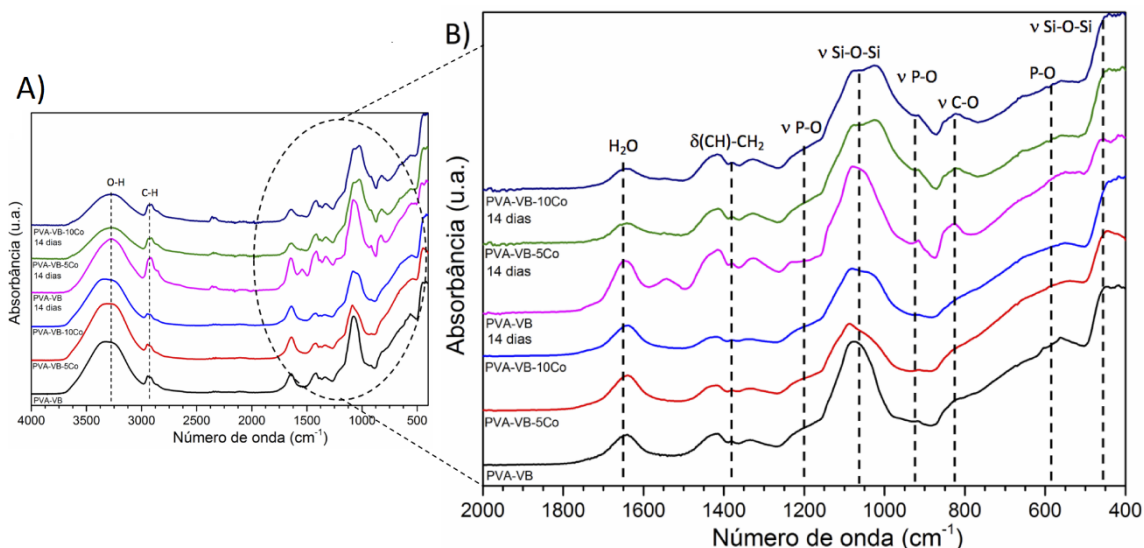 A)
Absorbância (u.a.)
O-H
C-H
PVA-VB-10Co
14 dias
PVA-VB-5Co
14 dias
PVA-VB
14 dias
PVA-VB-10Co
PVA-VB-5Co
PVA-VB
4000 3500 3000 2500 2000 1500 1000 500
Número de onda (cm⁻¹)
B)
Absorbância (u.a.)
H₂O
δ(CH)-CH₂
ν P-O
ν Si-O-Si
ν P-O
ν C-O
P-O
ν Si-O-Si
PVA-VB-10Co
14 dias
PVA-VB-5Co
14 dias
PVA-VB
14 dias
PVA-VB-10Co
PVA-VB-5Co
PVA-VB
2000 1800 1600 1400 1200 1000 800 600 400
Número de onda (cm⁻¹)